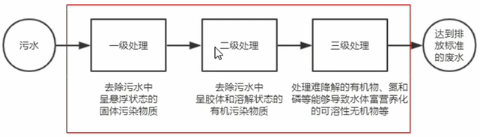 污水
一级处理
二级处理
三级处理
达到排
放标准
的废水
去除污水中
呈悬浮状态的
固体污染物质
去除污水中
呈胶体和溶解状态的
有机污染物质
处理难降解的有机物、氮和
磷等能够导致水体富营养化
的可溶性无机物等